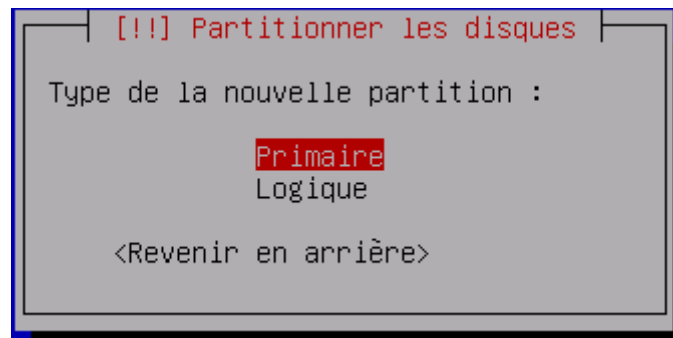 [!!] Partitionner les disques
Type de la nouvelle partition :
Primaire
Logique
<Revenir en arrière>